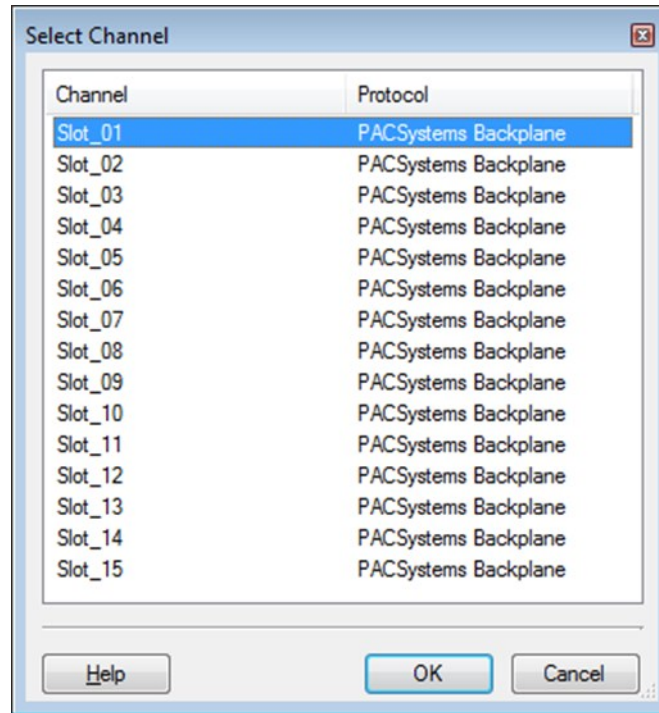 Select Channel
Channel Protocol
Slot_01 PACSystems Backplane
Slot_02 PACSystems Backplane
Slot_03 PACSystems Backplane
Slot_04 PACSystems Backplane
Slot_05 PACSystems Backplane
Slot_06 PACSystems Backplane
Slot_07 PACSystems Backplane
Slot_08 PACSystems Backplane
Slot_09 PACSystems Backplane
Slot_10 PACSystems Backplane
Slot_11 PACSystems Backplane
Slot_12 PACSystems Backplane
Slot_13 PACSystems Backplane
Slot_14 PACSystems Backplane
Slot_15 PACSystems Backplane
Help OK Cancel